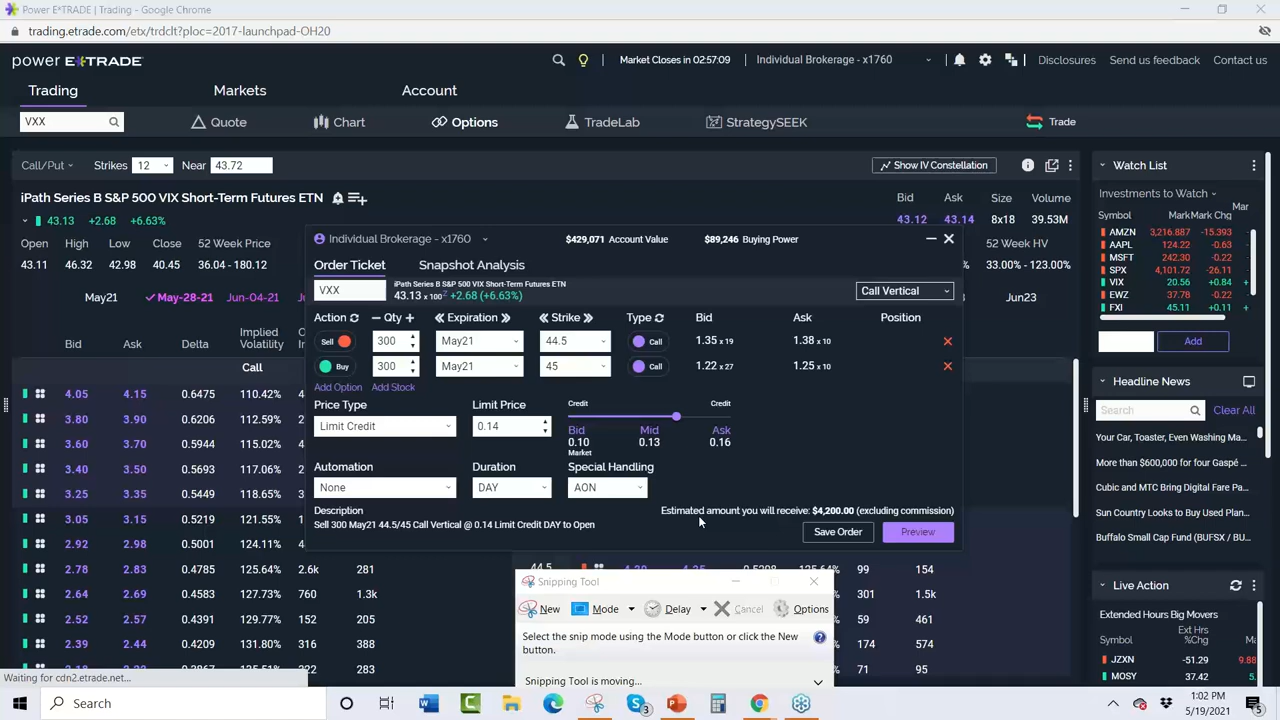 Power E*TRADE | Trading - Google Chrome
trading.etrade.com/etx/trdclt?ploc=2017-launchpad-OH20
power E*TRADE
Market Closes in 02:57:09
Individual Brokerage - x1760
Disclosures
Send us feedback
Contact us
Trading
Markets
Account
VXX
Quote
Chart
Options
TradeLab
StrategySEEK
Trade
Call/Put
Strikes
12
Near
43.72
Show IV Constellation
Watch List
iPath Series B S&P 500 VIX Short-Term Futures ETN
Bid
Ask
Size
Volume
Investments to Watch
43.13
+2.68
+6.63%
43.12
43.14
8x18
39.53M
Mar
Symbol
Mark
Mark Chg
Open
High
Low
Close
52 Week Price
52 Week HV
43.11
46.32
42.98
40.45
36.04 - 180.12
33.00% - 123.00%
AMZN 3,216.887 -15.393
AAPL 124.22 -0.63
MSFT 242.30 -0.22
SPX 4,101.72 -26.11
VIX 20.56 +0.84
EWZ 37.78 -0.22
FXI 45.11 +0.11
Add
May21
May-28-21
Jun-04-21
Jun23
Individual Brokerage - x1760
$429,071 Account Value
$89,246 Buying Power
Order Ticket
Snapshot Analysis
VXX
iPath Series B S&P 500 VIX Short-Term Futures ETN
43.13 x100 +2.68 (+6.63%)
Call Vertical
Action
Qty
Expiration
Strike
Type
Bid
Ask
Position
Sell 300 May21 44.5 Call 1.35 x 19 1.38 x 10
Buy 300 May21 45 Call 1.22 x 27 1.25 x 10
Add Option
Add Stock
Price Type
Limit Price
Credit
Credit
Limit Credit
0.14
Bid
Mid
Ask
0.10
0.13
0.16
Market
Automation
Duration
Special Handling
None
DAY
AON
Description
Estimated amount you will receive: $4,200.00 (excluding commission)
Sell 300 May21 44.5/45 Call Vertical @ 0.14 Limit Credit DAY to Open
Save Order
Preview
Bid
Ask
Implied
Volatility
Delta
Call
4.05 4.15 0.6475 110.42%
3.80 3.90 0.6206 112.59%
3.60 3.70 0.5944 115.02%
3.40 3.50 0.5693 117.06%
3.25 3.35 0.5449 118.65%
3.05 3.15 0.5219 121.55%
2.92 2.98 0.5001 124.13%
2.78 2.83 0.4785 125.64% 2.6k 281
99 154
2.64 2.69 0.4583 127.73% 760 1.3k
301 1.5k
2.52 2.57 0.4391 129.77% 152 205
59 461
2.39 2.44 0.4209 131.80% 116 388
174 574
283
71 95
Headline News
Search
Go
Clear All
Your Car, Toaster, Even Washing Ma...
More than $600,000 for four Gaspé ...
Cubic and MTC Bring Digital Fare Pa...
Sun Country Looks to Buy Used Plan...
Buffalo Small Cap Fund (BUFSX / BU...
Live Action
Extended Hours Big Movers
Symbol
Ext Hrs
%Chg
JZXN -51.29 9.88
MOSY 37.42
Snipping Tool
New
Mode
Delay
Cancel
Options
Select the snip mode using the Mode button or click the New
button.
Snipping Tool is moving...
Waiting for cdn2.etrade.net...
Search
1:02 PM
5/19/2021